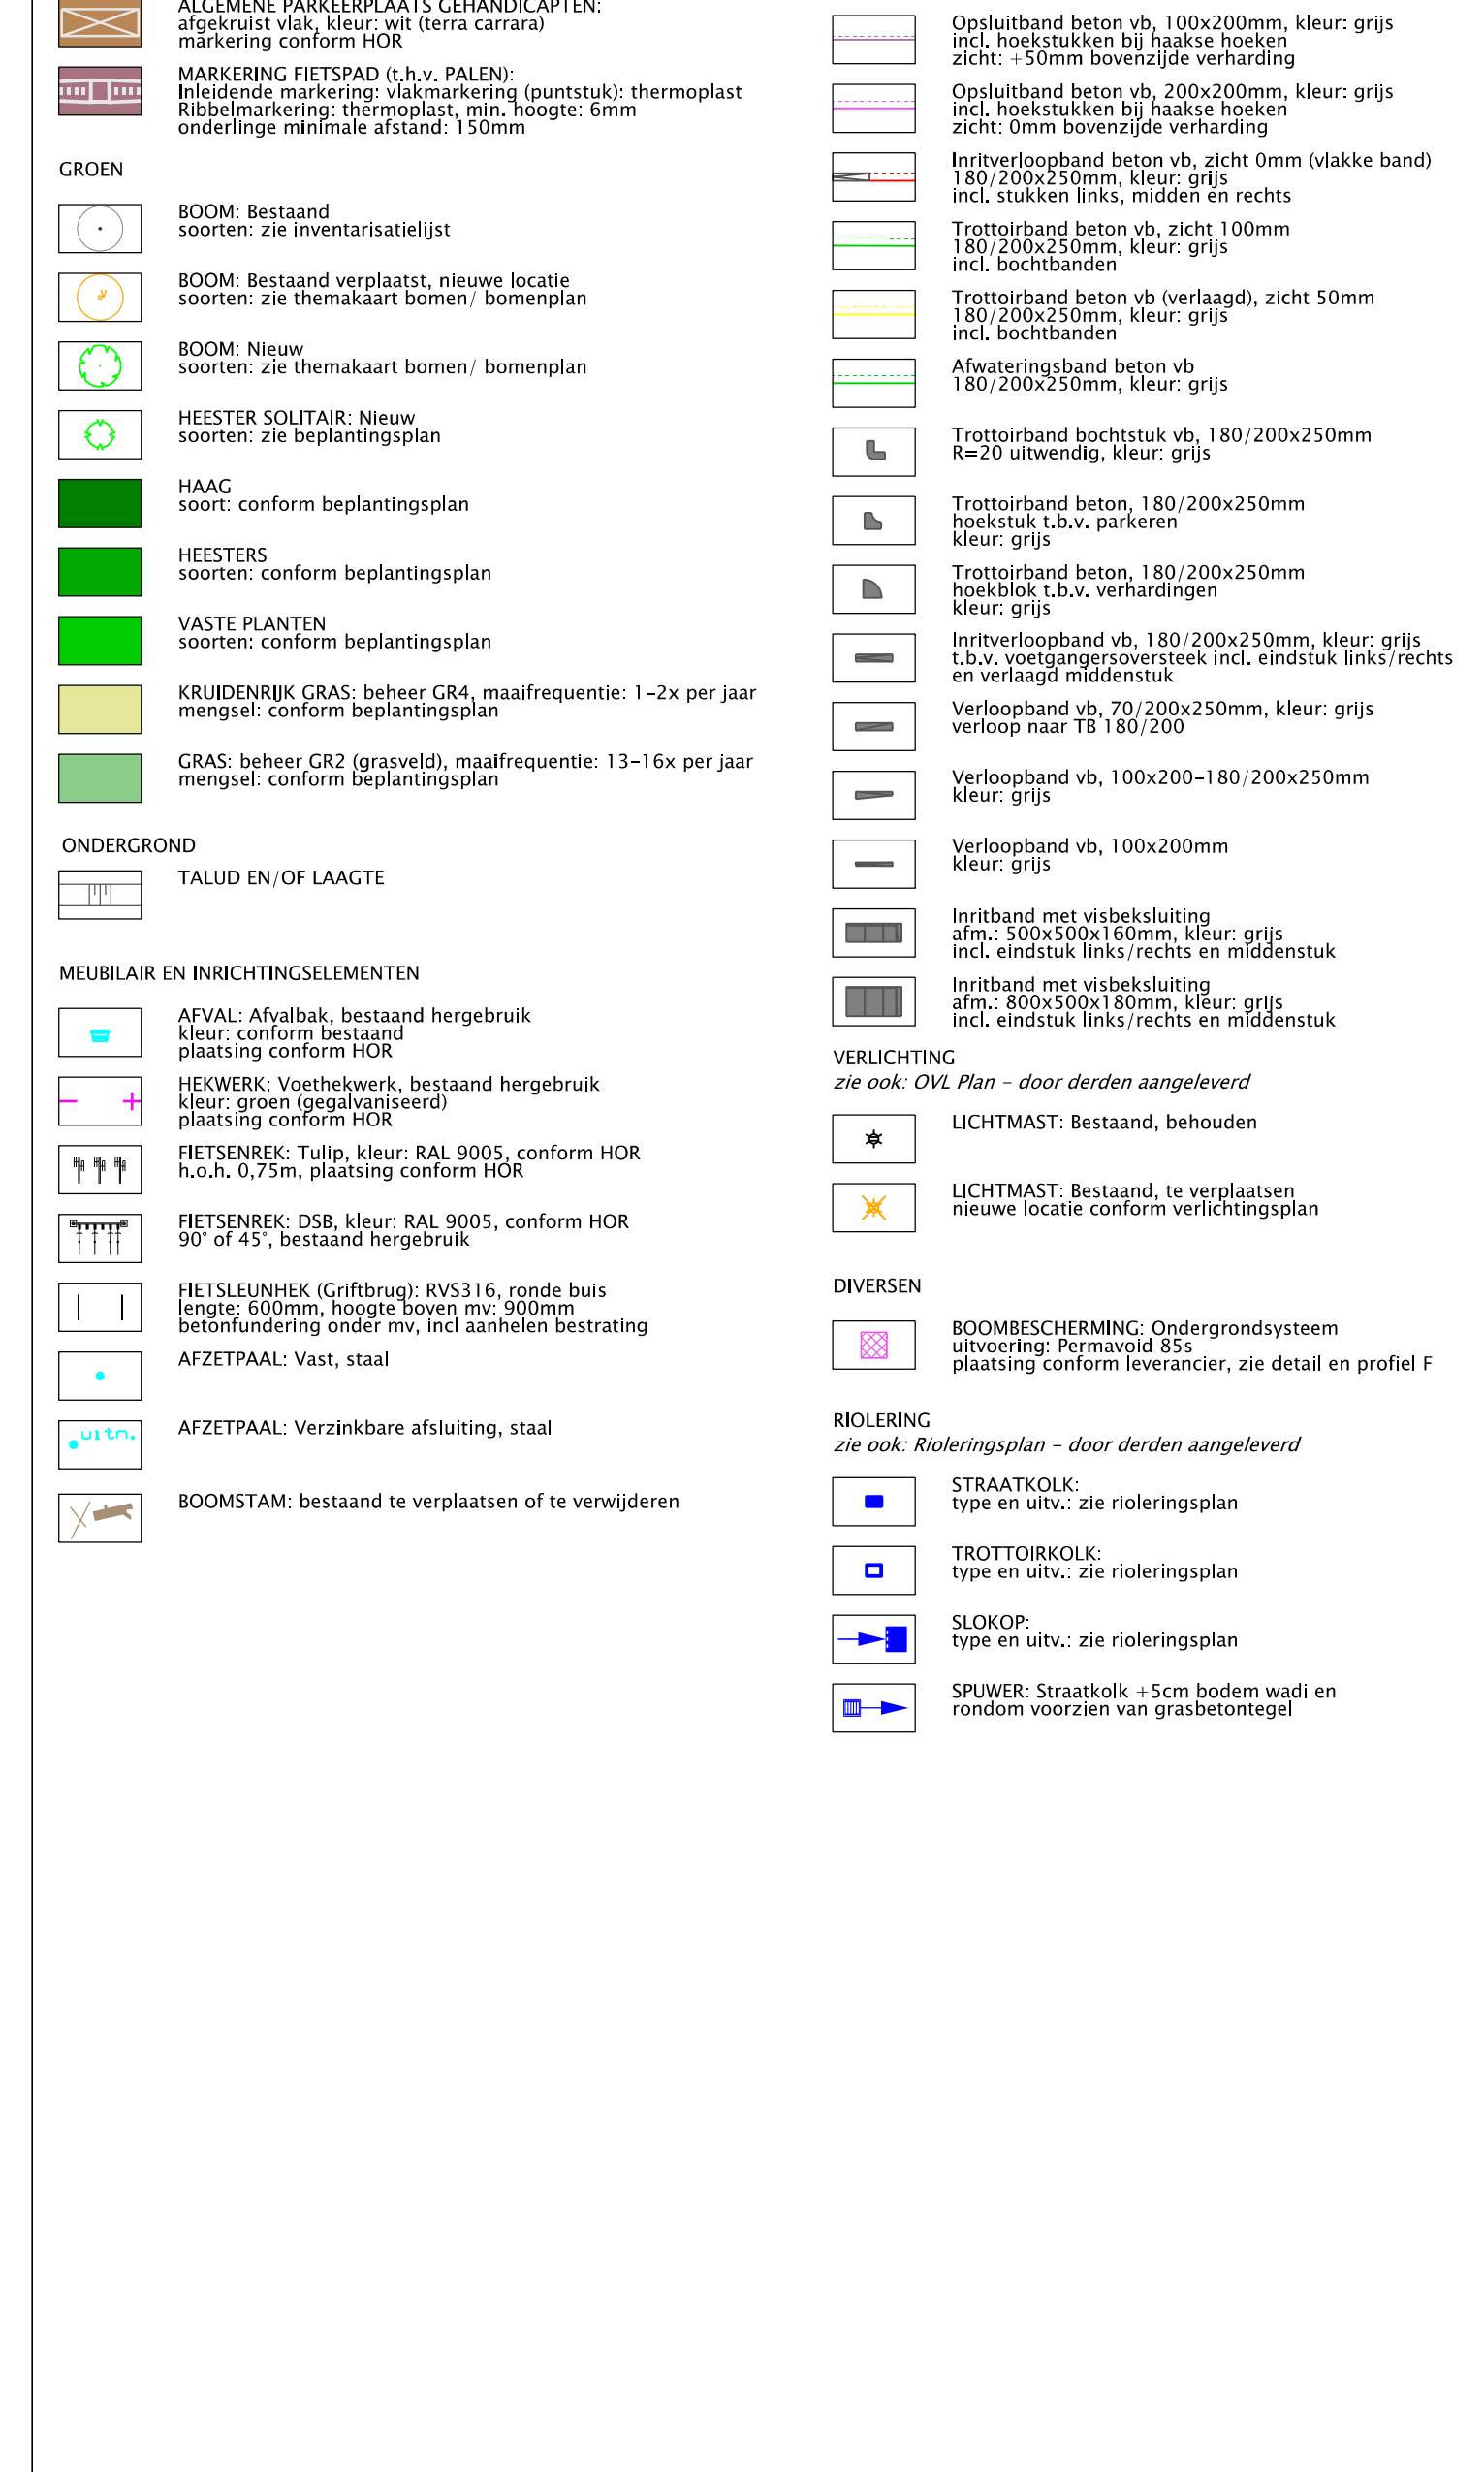 ALGEMENE PARKEERPLAATS GEHANDICAPTEN:
afgekruist vlak, kleur: wit (terra carrara)
markering conform HOR
MARKERING FIETSPAD (t.h.v. PALEN):
Inleidende markering: vlakmarkering (puntstuk): thermoplast
Ribbelmarkering: thermoplast, min. hoogte: 6mm
onderlinge minimale afstand: 150mm
GROEN
BOOM: Bestaand
soorten: zie inventarisatielijst
BOOM: Bestaand verplaatst, nieuwe locatie
soorten: zie themakaart bomen/ bomenplan
BOOM: Nieuw
soorten: zie themakaart bomen/ bomenplan
HEESTER SOLITAIR: Nieuw
soorten: zie beplantingsplan
HAAG
soort: conform beplantingsplan
HEESTERS
soorten: conform beplantingsplan
VASTE PLANTEN
soorten: conform beplantingsplan
KRUIDENRIJK GRAS: beheer GR4, maaifrequentie: 1-2x per jaar
mengsel: conform beplantingsplan
GRAS: beheer GR2 (grasveld), maaifrequentie: 13-16x per jaar
mengsel: conform beplantingsplan
ONDERGROND
TALUD EN/OF LAAGTE
MEUBILAIR EN INRICHTINGSELEMENTEN
AFVAL: Afvalbak, bestaand hergebruik
kleur: conform bestaand
plaatsing conform HOR
HEKWERK: Voethekwerk, bestaand hergebruik
kleur: groen (gegalvaniseerd)
plaatsing conform HOR
FIETSENREK: Tulip, kleur: RAL 9005, conform HOR
h.o.h. 0,75m, plaatsing conform HOR
FIETSENREK: DSB, kleur: RAL 9005, conform HOR
90° of 45°, bestaand hergebruik
FIETSLEUNHEK (Griftbrug): RVS316, ronde buis
lengte: 600mm, hoogte boven mv: 900mm
betonfundering onder mv, incl aanhelen bestrating
AFZETPAAL: Vast, staal
uitn.
AFZETPAAL: Verzinkbare afsluiting, staal
BOOMSTAM: bestaand te verplaatsen of te verwijderen
Opsluitband beton vb, 100x200mm, kleur: grijs
incl. hoekstukken bij haakse hoeken
zicht: +50mm bovenzijde verharding
Opsluitband beton vb, 200x200mm, kleur: grijs
incl. hoekstukken bij haakse hoeken
zicht: 0mm bovenzijde verharding
Inritverloopband beton vb, zicht 0mm (vlakke band)
180/200x250mm, kleur: grijs
incl. stukken links, midden en rechts
Trottoirband beton vb, zicht 100mm
180/200x250mm, kleur: grijs
incl. bochtbanden
Trottoirband beton vb (verlaagd), zicht 50mm
180/200x250mm, kleur: grijs
incl. bochtbanden
Afwateringsband beton vb
180/200x250mm, kleur: grijs
Trottoirband bochtstuk vb, 180/200x250mm
R=20 uitwendig, kleur: grijs
Trottoirband beton, 180/200x250mm
hoekstuk t.b.v. parkeren
kleur: grijs
Trottoirband beton, 180/200x250mm
hoekblok t.b.v. verhardingen
kleur: grijs
Inritverloopband vb, 180/200x250mm, kleur: grijs
t.b.v. voetgangersoversteek incl. eindstuk links/rechts
en verlaagd middenstuk
Verloopband vb, 70/200x250mm, kleur: grijs
verloop naar TB 180/200
Verloopband vb, 100x200-180/200x250mm
kleur: grijs
Verloopband vb, 100x200mm
kleur: grijs
Inritband met visbeksluiting
afm.: 500x500x160mm, kleur: grijs
incl. eindstuk links/rechts en middenstuk
Inritband met visbeksluiting
afm.: 800x500x180mm, kleur: grijs
incl. eindstuk links/rechts en middenstuk
VERLICHTING
zie ook: OVL Plan - door derden aangeleverd
LICHTMAST: Bestaand, behouden
LICHTMAST: Bestaand, te verplaatsen
nieuwe locatie conform verlichtingsplan
DIVERSEN
BOOMBESCHERMING: Ondergrondsysteem
uitvoering: Permavoid 85s
plaatsing conform leverancier, zie detail en profiel F
RIOLERING
zie ook: Rioleringsplan - door derden aangeleverd
STRAATKOLK:
type en uitv.: zie rioleringsplan
TROTTOIRKOLK:
type en uitv.: zie rioleringsplan
SLOKOP:
type en uitv.: zie rioleringsplan
SPUWER: Straatkolk +5cm bodem wadi en
rondom voorzien van grasbetontegel